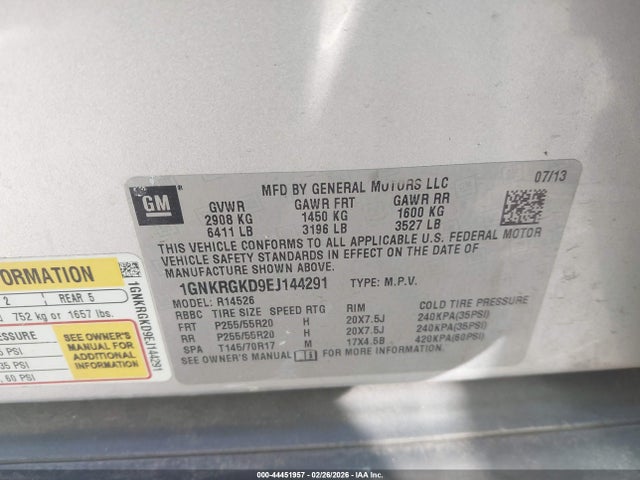 GM
MFD BY GENERAL MOTORS LLC
07/13
GVWR GAWR FRT GAWR RR
2908 KG 1450 KG 1600 KG
6411 LB 3196 LB 3527 LB
THIS VEHICLE CONFORMS TO ALL APPLICABLE U.S. FEDERAL MOTOR
VEHICLE SAFETY STANDARDS IN EFFECT ON THE DATE OF
MANUFACTURE SHOWN ABOVE.
1GNKRGKD9EJ144291 TYPE: M.P.V.
MODEL: R14526
RBBC TIRE SIZE SPEED RTG RIM COLD TIRE PRESSURE
FRT P255/55R20 H 20X7.5J 240KPA(35PSI)
RR P255/55R20 H 20X7.5J 240KPA(35PSI)
SPA T145/70R17 M 17X4.5B 420KPA(60PSI)
SEE OWNER'S MANUAL FOR MORE INFORMATION.
FORMATION
2 REAR 5
752 kg or 1657 lbs.
SEE OWNER'S
MANUAL FOR
ADDITIONAL
INFORMATION
PSI
35 PSI
, 60 PSI
1GNKRGKD9EJ144291
000-44451957 - 02/26/2026 - IAA Copart